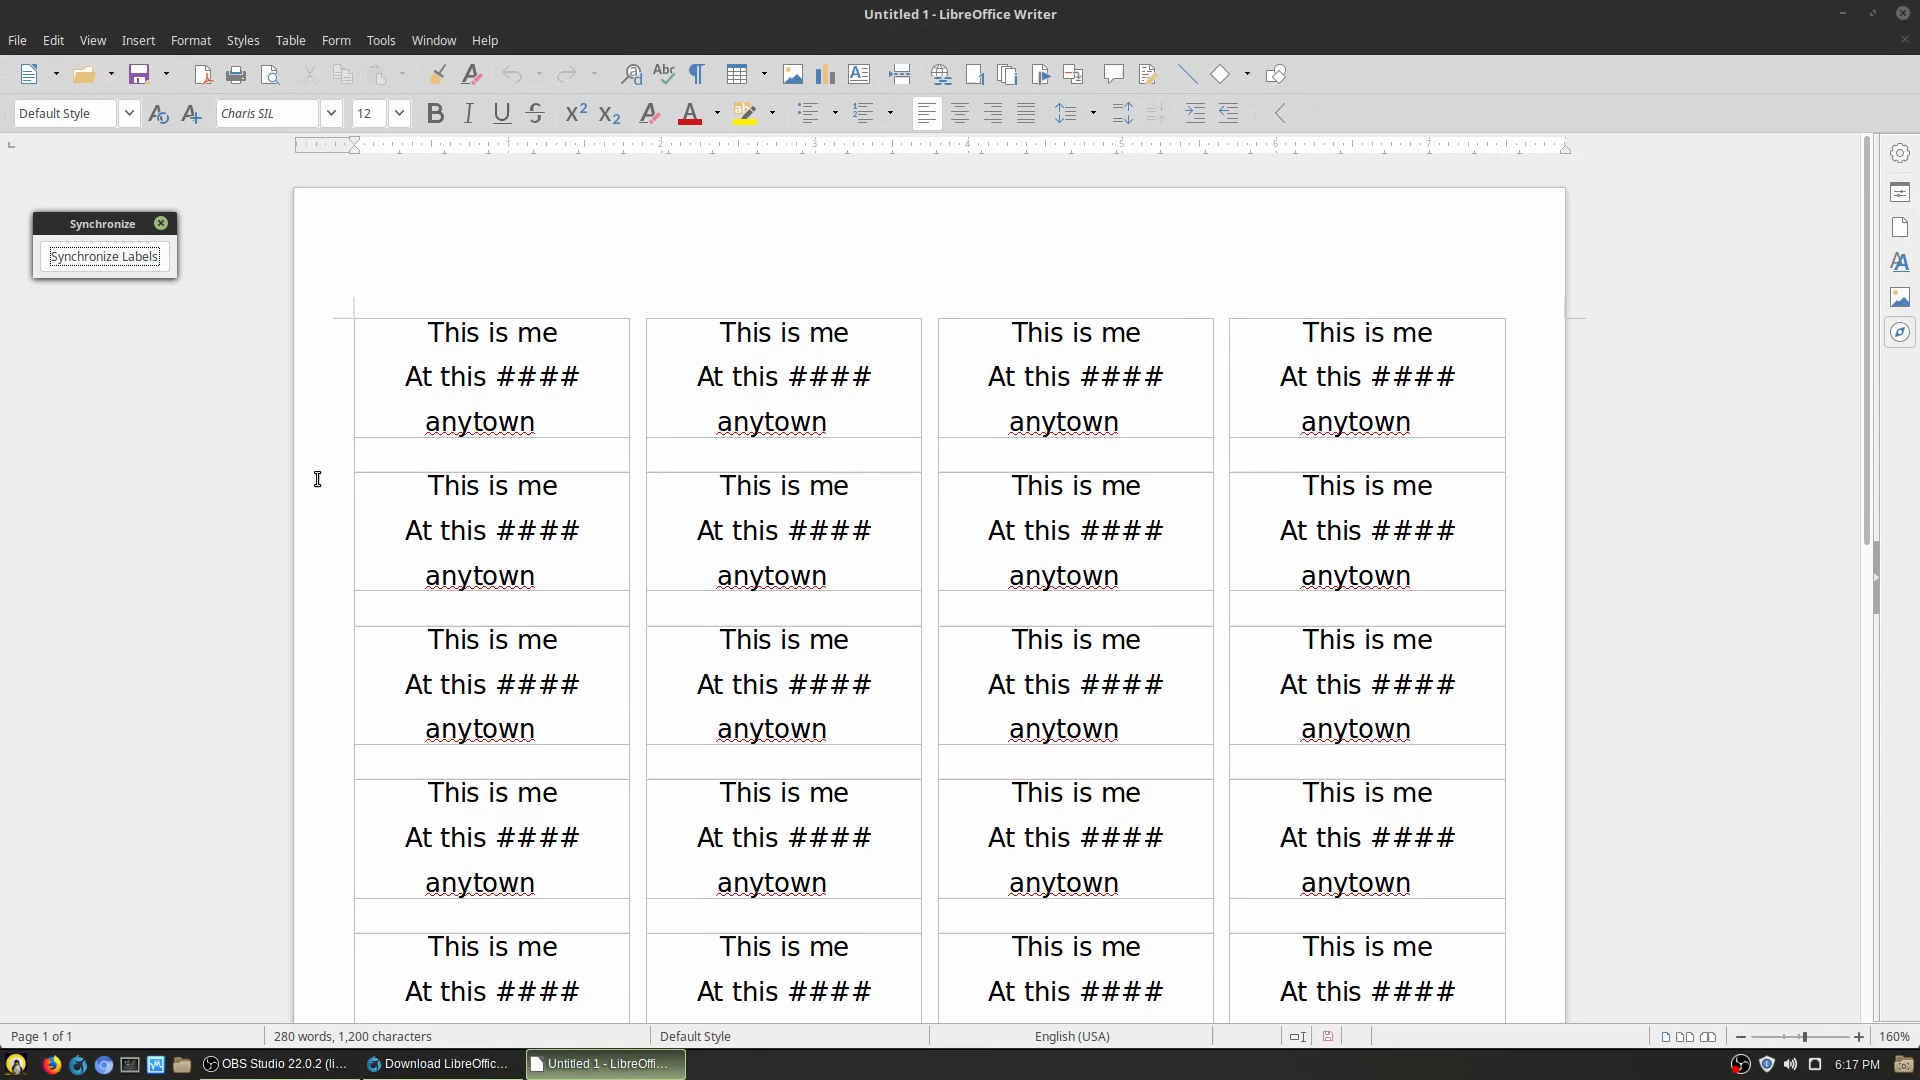 Untitled 1 - LibreOffice Writer
File Edit View Insert Format Styles Table Form Tools Window Help
Default Style Charis SIL 12
1 2 3 4 5 6 7
Synchronize
Synchronize Labels
This is me This is me This is me This is me
At this #### At this #### At this #### At this ####
anytown anytown anytown anytown
This is me This is me This is me This is me
At this #### At this #### At this #### At this ####
anytown anytown anytown anytown
This is me This is me This is me This is me
At this #### At this #### At this #### At this ####
anytown anytown anytown anytown
This is me This is me This is me This is me
At this #### At this #### At this #### At this ####
anytown anytown anytown anytown
This is me This is me This is me This is me
At this #### At this #### At this #### At this ####
Page 1 of 1 280 words, 1,200 characters Default Style English (USA) 160%
OBS Studio 22.0.2 (li... Download LibreOffic... Untitled 1 - LibreOffi... 6:17 PM